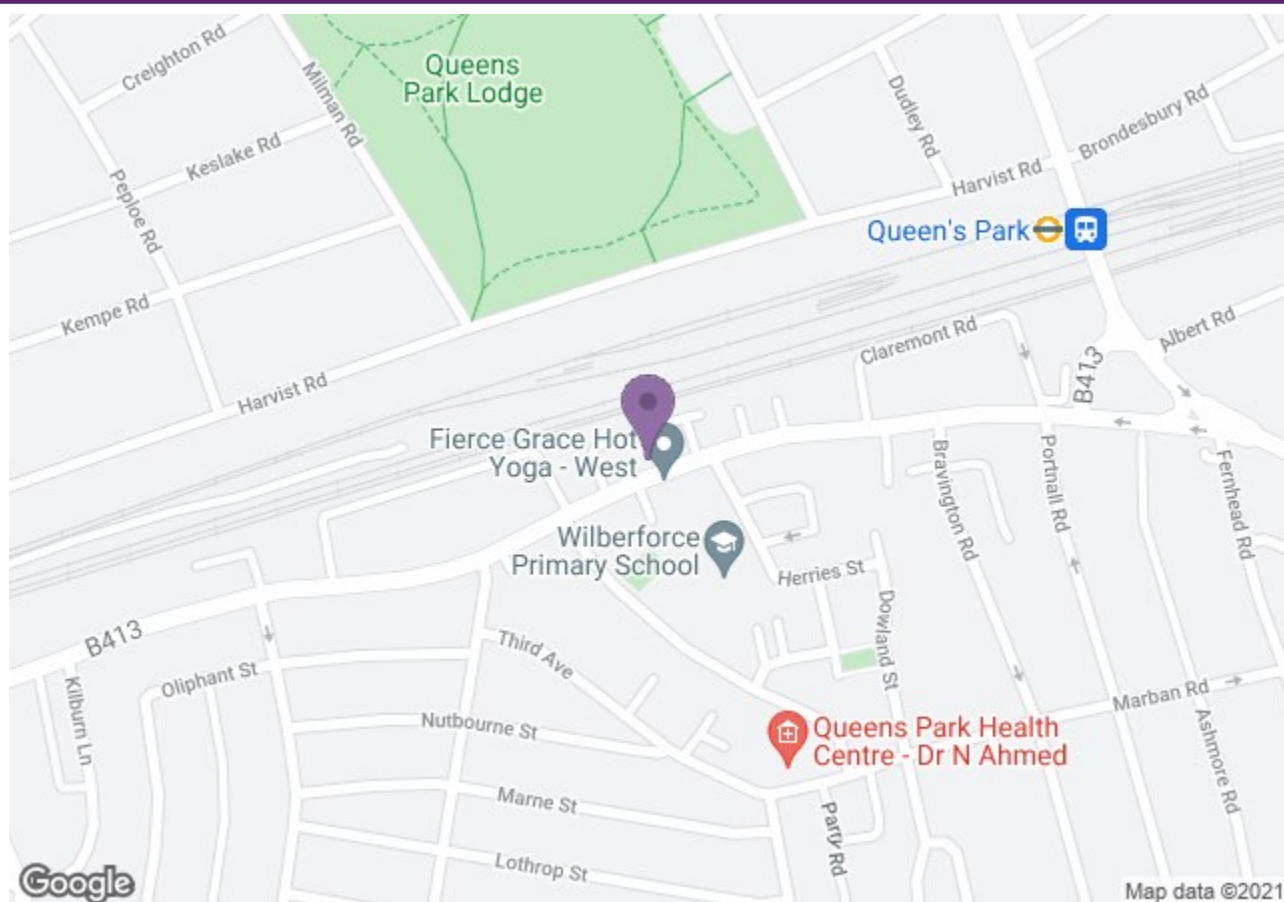 Creighton Rd
Milman Rd
Queens
Park Lodge
Dudley Rd
Brondesbury Rd
Keslake Rd
Harvist Rd
Peploe Rd
Queen's Park
Kempe Rd
Claremont Rd
Albert Rd
B413
Harvist Rd
Fierce Grace Hot
Yoga - West
Bravington Rd
Portnall Rd
Fernhead Rd
Wilberforce
Primary School
Herries St
Dowland St
B413
Third Ave
Oliphant St
Kilburn Ln
Marban Rd
Nutbourne St
Queens Park Health
Centre - Dr N Ahmed
Ashmore Rd
Marne St
Parry Rd
Lothrop St
Google
Map data ©2021